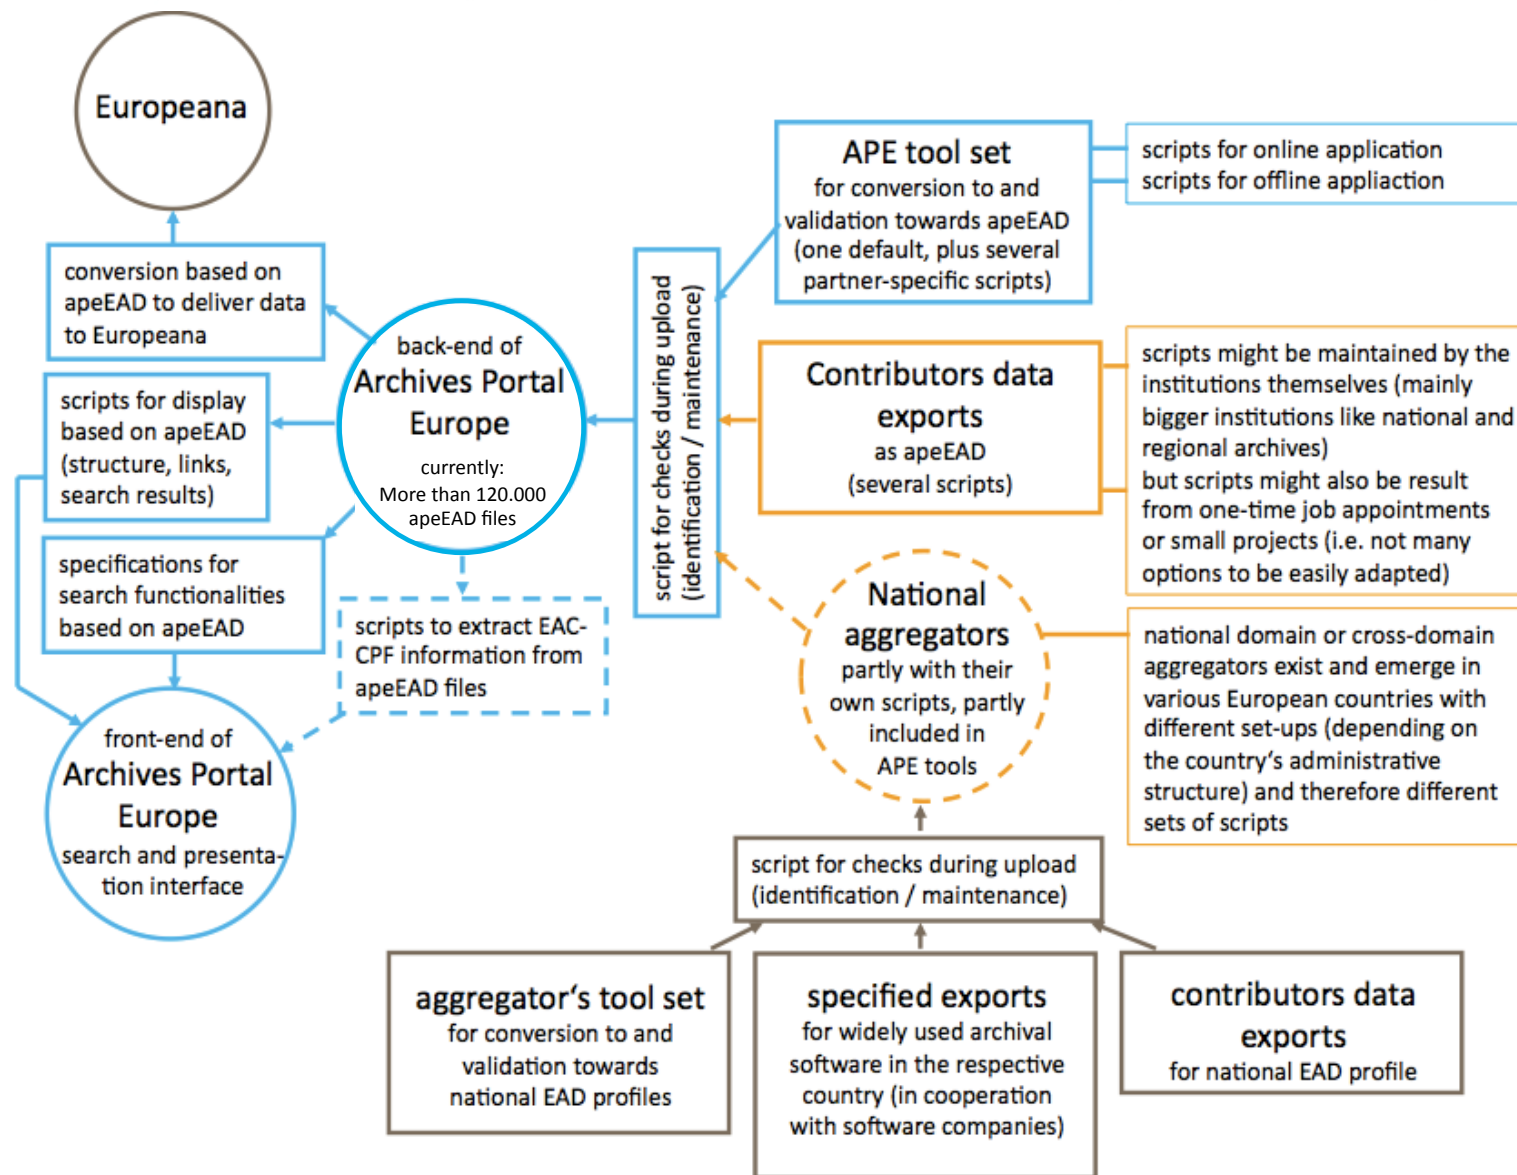 Europeana
conversion based on
apeEAD to deliver data
to Europeana
scripts for display
based on apeEAD
(structure, links,
search results)
specifications for
search functionalities
based on apeEAD
front-end of
Archives Portal
Europe
search and presenta-
tion interface
back-end of
Archives Portal
Europe
currently:
More than 120.000
apeEAD files
scripts to extract EAC-
CPF information from
apeEAD files
script for checks during upload
(identification / maintenance)
APE tool set
for conversion to and
validation towards apeEAD
(one default, plus several
partner-specific scripts)
scripts for online application
scripts for offline appliaction
Contributors data
exports
as apeEAD
(several scripts)
scripts might be maintained by the
institutions themselves (mainly
bigger institutions like national and
regional archives)
but scripts might also be result
from one-time job appointments
or small projects (i.e. not many
options to be easily adapted)
National
aggregators
partly with their
own scripts, partly
included in
APE tools
national domain or cross-domain
aggregators exist and emerge in
various European countries with
different set-ups (depending on
the country‘s administrative
structure) and therefore different
sets of scripts
script for checks during upload
(identification / maintenance)
aggregator‘s tool set
for conversion to and
validation towards
national EAD profiles
specified exports
for widely used archival
software in the respective
country (in cooperation
with software companies)
contributors data
exports
for national EAD profile